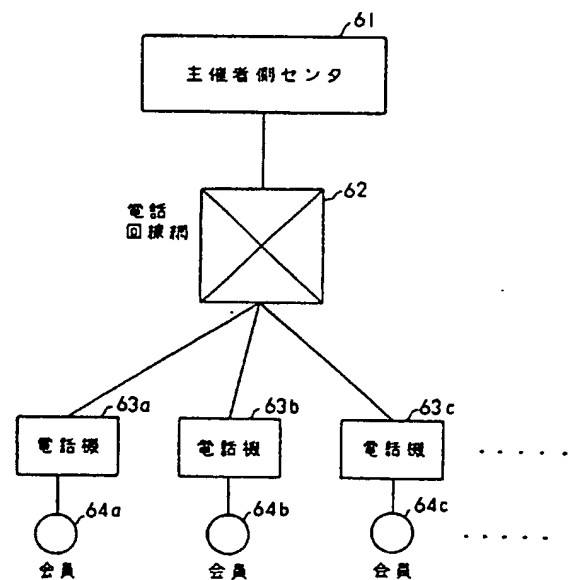 61
主催者側センタ
62
電話
回線網
63a
63b
63c
電話機
電話機
電話機
.....
64a
64b
64c
.....
会員
会員
会員